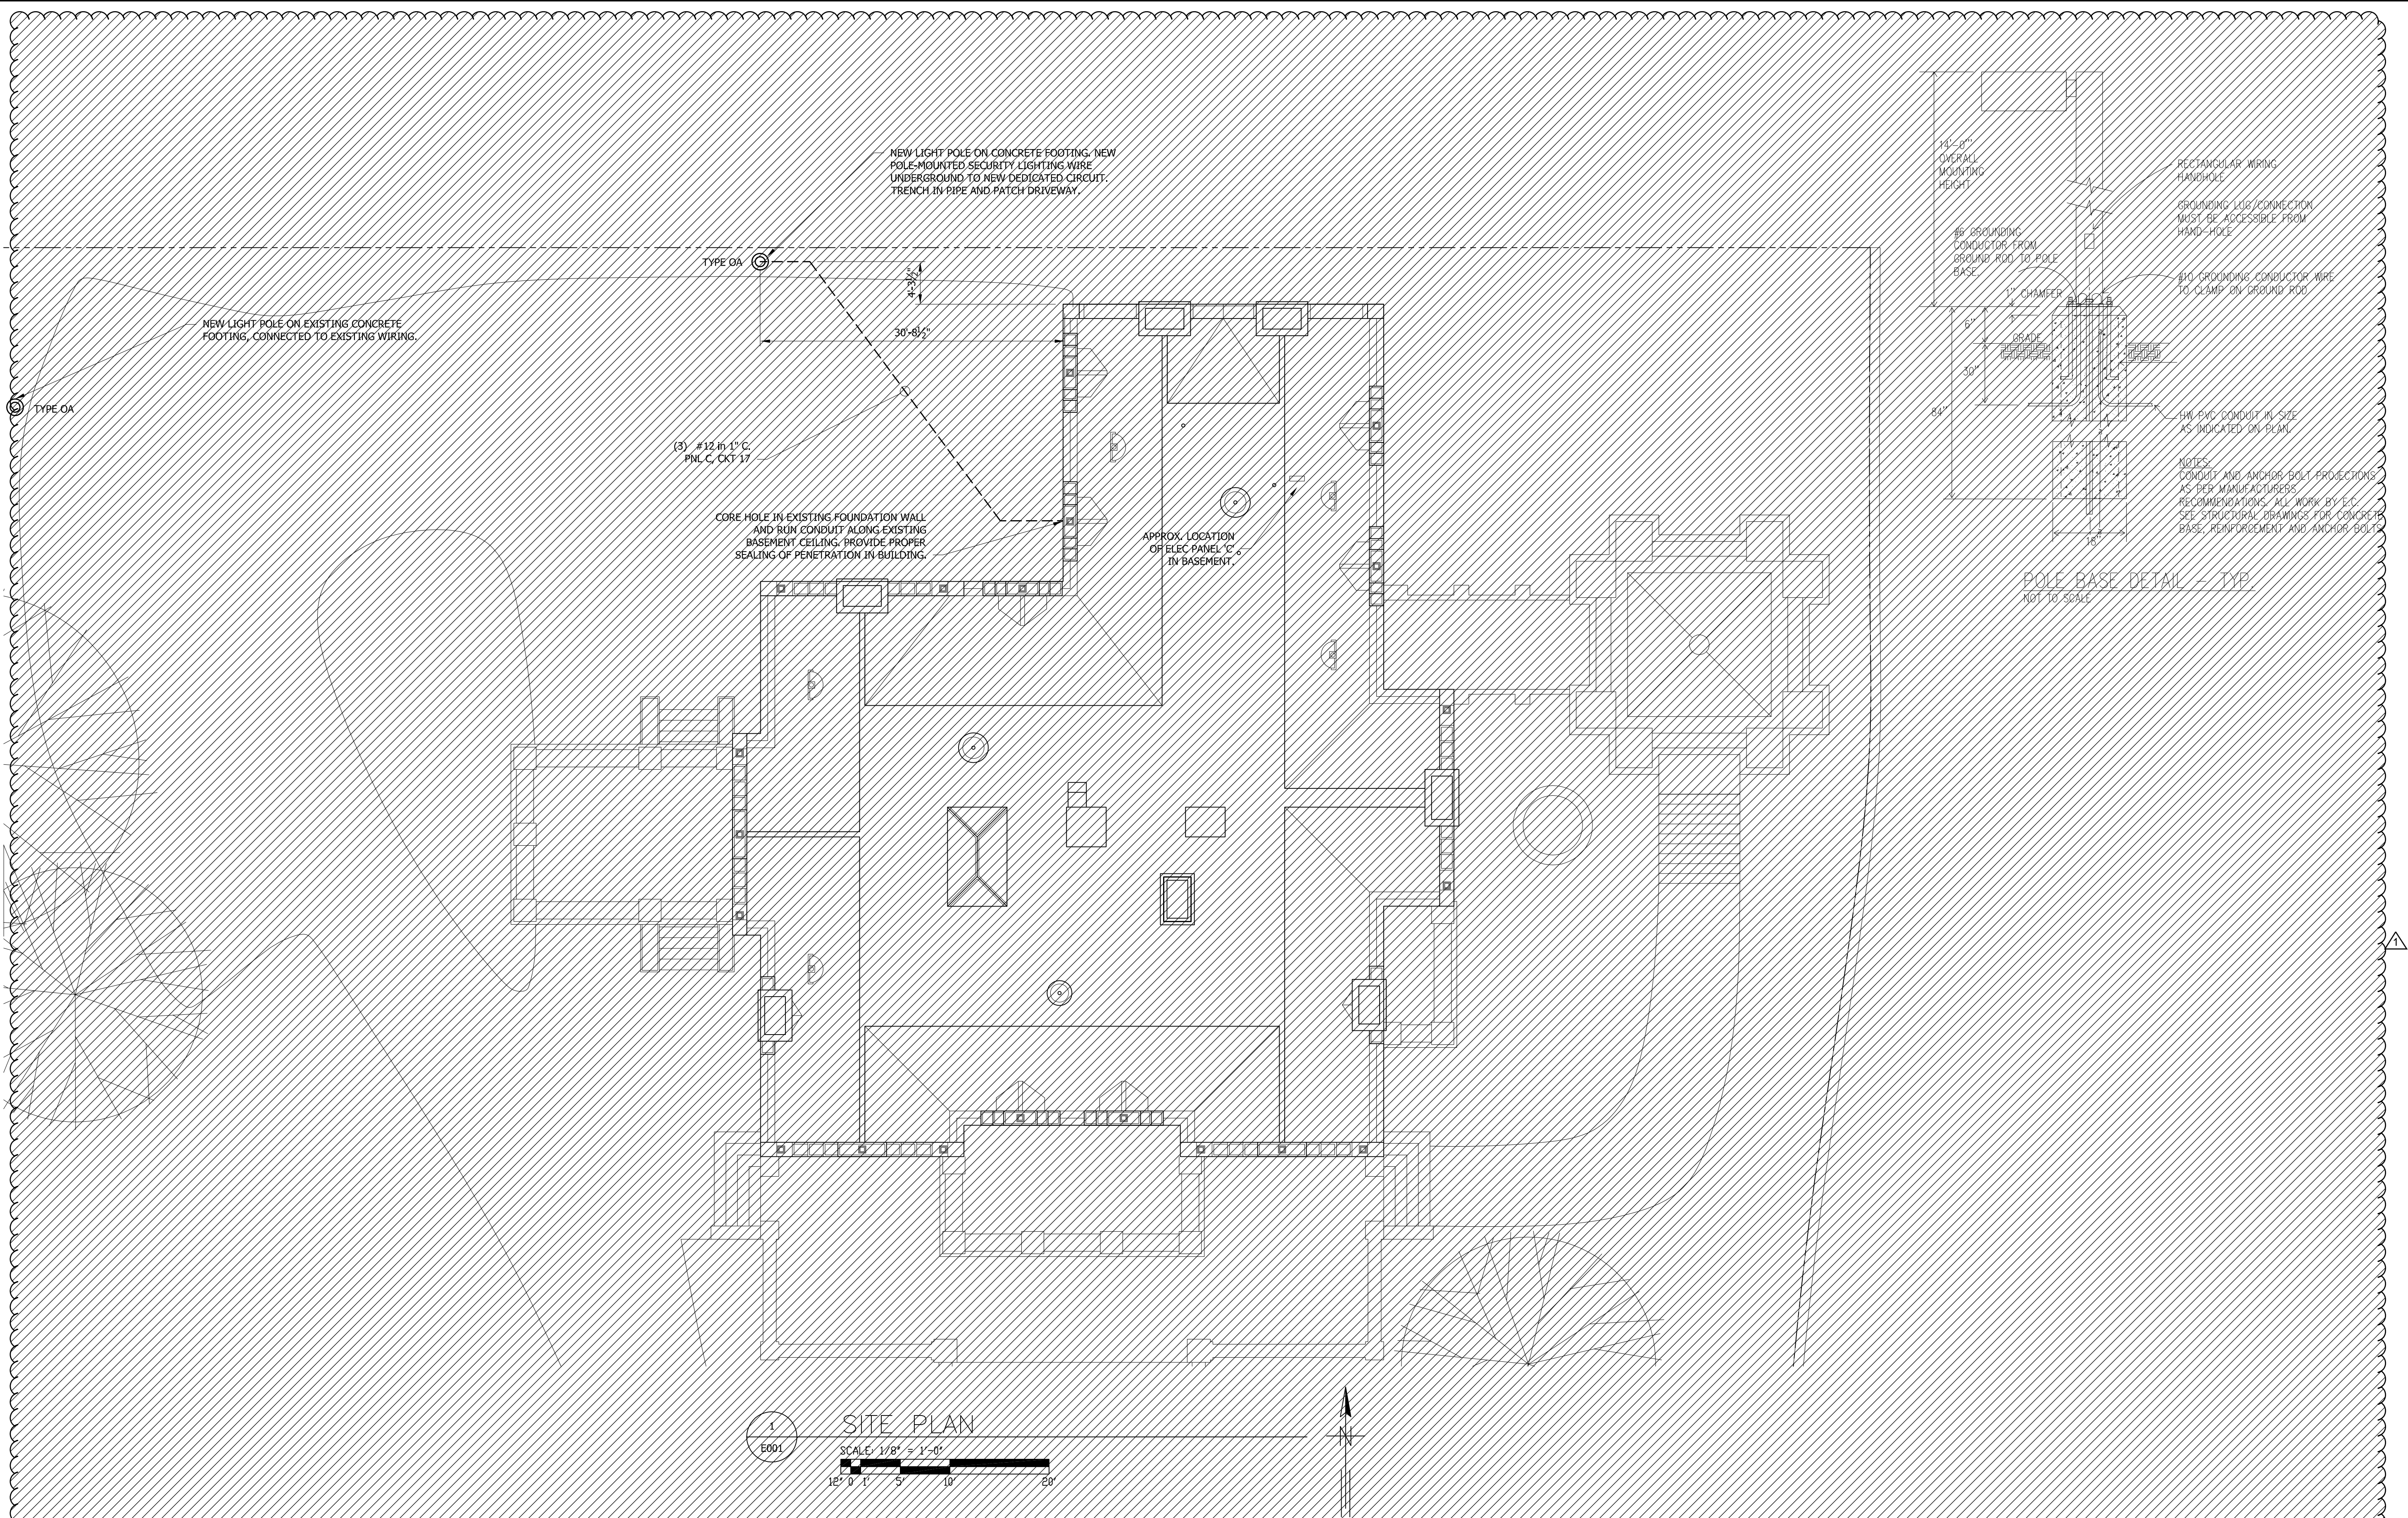 NEW LIGHT POLE ON CONCRETE FOOTING. NEW
POLE-MOUNTED SECURITY LIGHTING WIRE
UNDERGROUND TO NEW DEDICATED CIRCUIT.
TRENCH IN PIPE AND PATCH DRIVEWAY.
TYPE OA
4'-3½"
30'-8½"
NEW LIGHT POLE ON EXISTING CONCRETE
FOOTING, CONNECTED TO EXISTING WIRING.
TYPE OA
(3) #12 in 1" C.
PNL C, CKT 17
CORE HOLE IN EXISTING FOUNDATION WALL
AND RUN CONDUIT ALONG EXISTING
BASEMENT CEILING. PROVIDE PROPER
SEALING OF PENETRATION IN BUILDING.
APPROX. LOCATION
OF ELEC PANEL 'C'
IN BASEMENT.
14'-0"
OVERALL
MOUNTING
HEIGHT
RECTANGULAR WIRING
HANDHOLE
GROUNDING LUG/CONNECTION
MUST BE ACCESSIBLE FROM
HAND-HOLE
#6 GROUNDING
CONDUCTOR FROM
GROUND ROD TO POLE
BASE.
#10 GROUNDING CONDUCTOR WIRE
TO CLAMP ON GROUND ROD
1" CHAMFER
6"
GRADE
30"
84"
HW PVC CONDUIT IN SIZE
AS INDICATED ON PLAN.
NOTES:
CONDUIT AND ANCHOR BOLT PROJECTIONS
AS PER MANUFACTURERS
RECOMMENDATIONS. ALL WORK BY E.C.
SEE STRUCTURAL DRAWINGS FOR CONCRETE
BASE, REINFORCEMENT AND ANCHOR BOLTS
18"
POLE BASE DETAIL - TYP
NOT TO SCALE
1
1
E001
SITE PLAN
SCALE: 1/8" = 1'-0"
12" 0 1' 5' 10' 20'
N